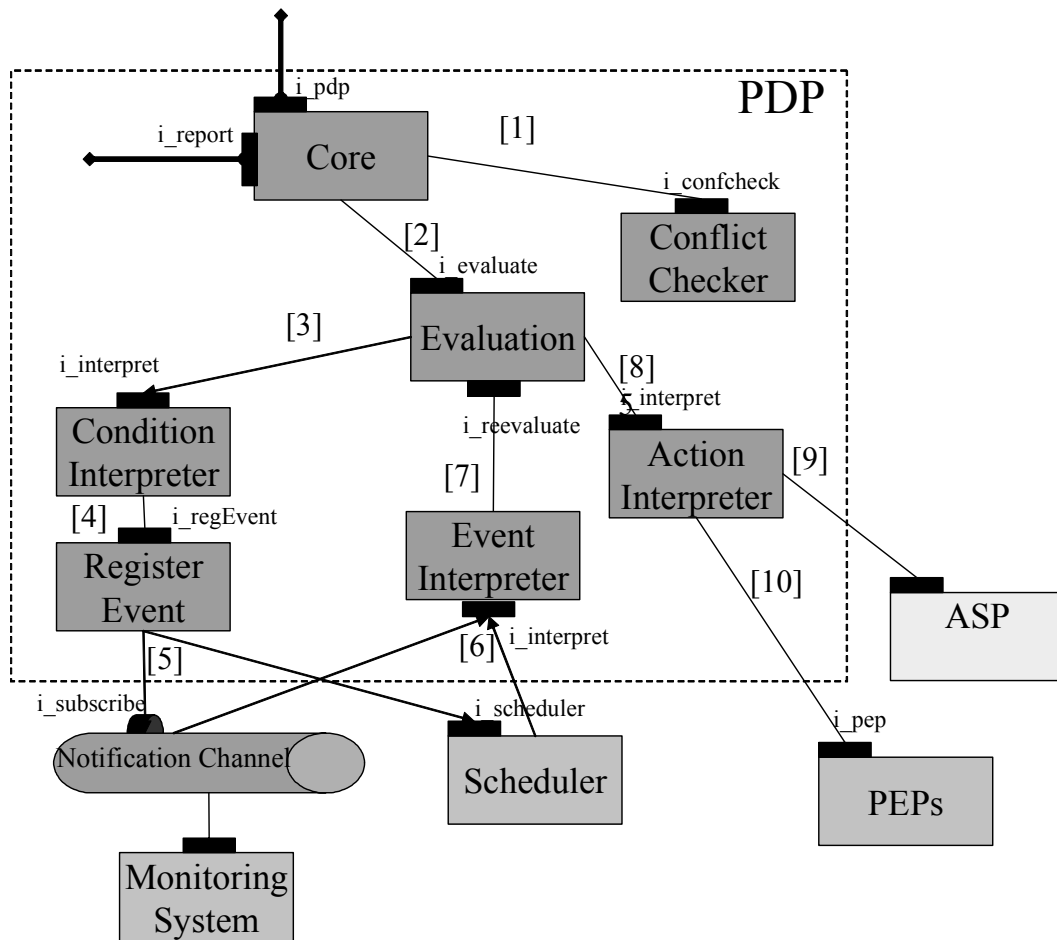 i_pdp
PDP
i_report
[1]
Core
i_confcheck
[2]
Conflict
Checker
i_evaluate
[3]
Evaluation
i_interpret
[8]
5
i_interpret
Condition
Interpreter
i_reevaluate
Action
Interpreter
[9]
[7]
[4]
i_regEvent
Event
Interpreter
Register
Event
[10]
ASP
[5]
[6]
i_interpret
i_subscribe
i_scheduler
i_pep
Notification Channel
Scheduler
PEPs
Monitoring
System